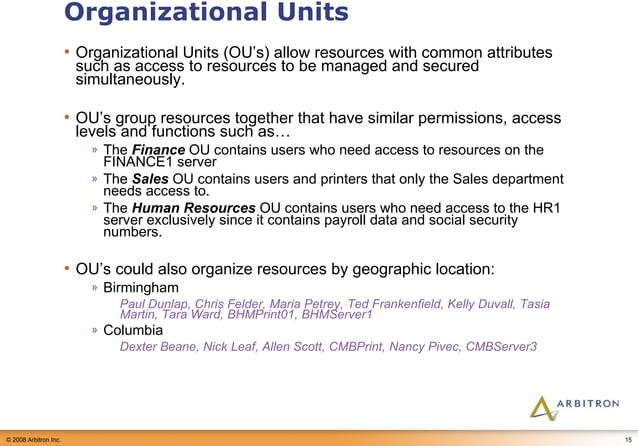 Organizational Units
• Organizational Units (OU's) allow resources with common attributes
such as access to resources to be managed and secured
simultaneously.
• OU's group resources together that have similar permissions, access
levels and functions such as…
» The Finance OU contains users who need access to resources on the
FINANCE1 server
» The Sales OU contains users and printers that only the Sales department
needs access to.
» The Human Resources OU contains users who need access to the HR1
server exclusively since it contains payroll data and social security
numbers.
• OU's could also organize resources by geographic location:
» Birmingham
Paul Dunlap, Chris Felder, Maria Petrey, Ted Frankenfield, Kelly Duvall, Tasia
Martin, Tara Ward, BHMPrint01, BHMServer1
» Columbia
Dexter Beane, Nick Leaf, Allen Scott, CMBPrint, Nancy Pivec, CMBServer3
ARBITRON
© 2008 Arbitron Inc.
15